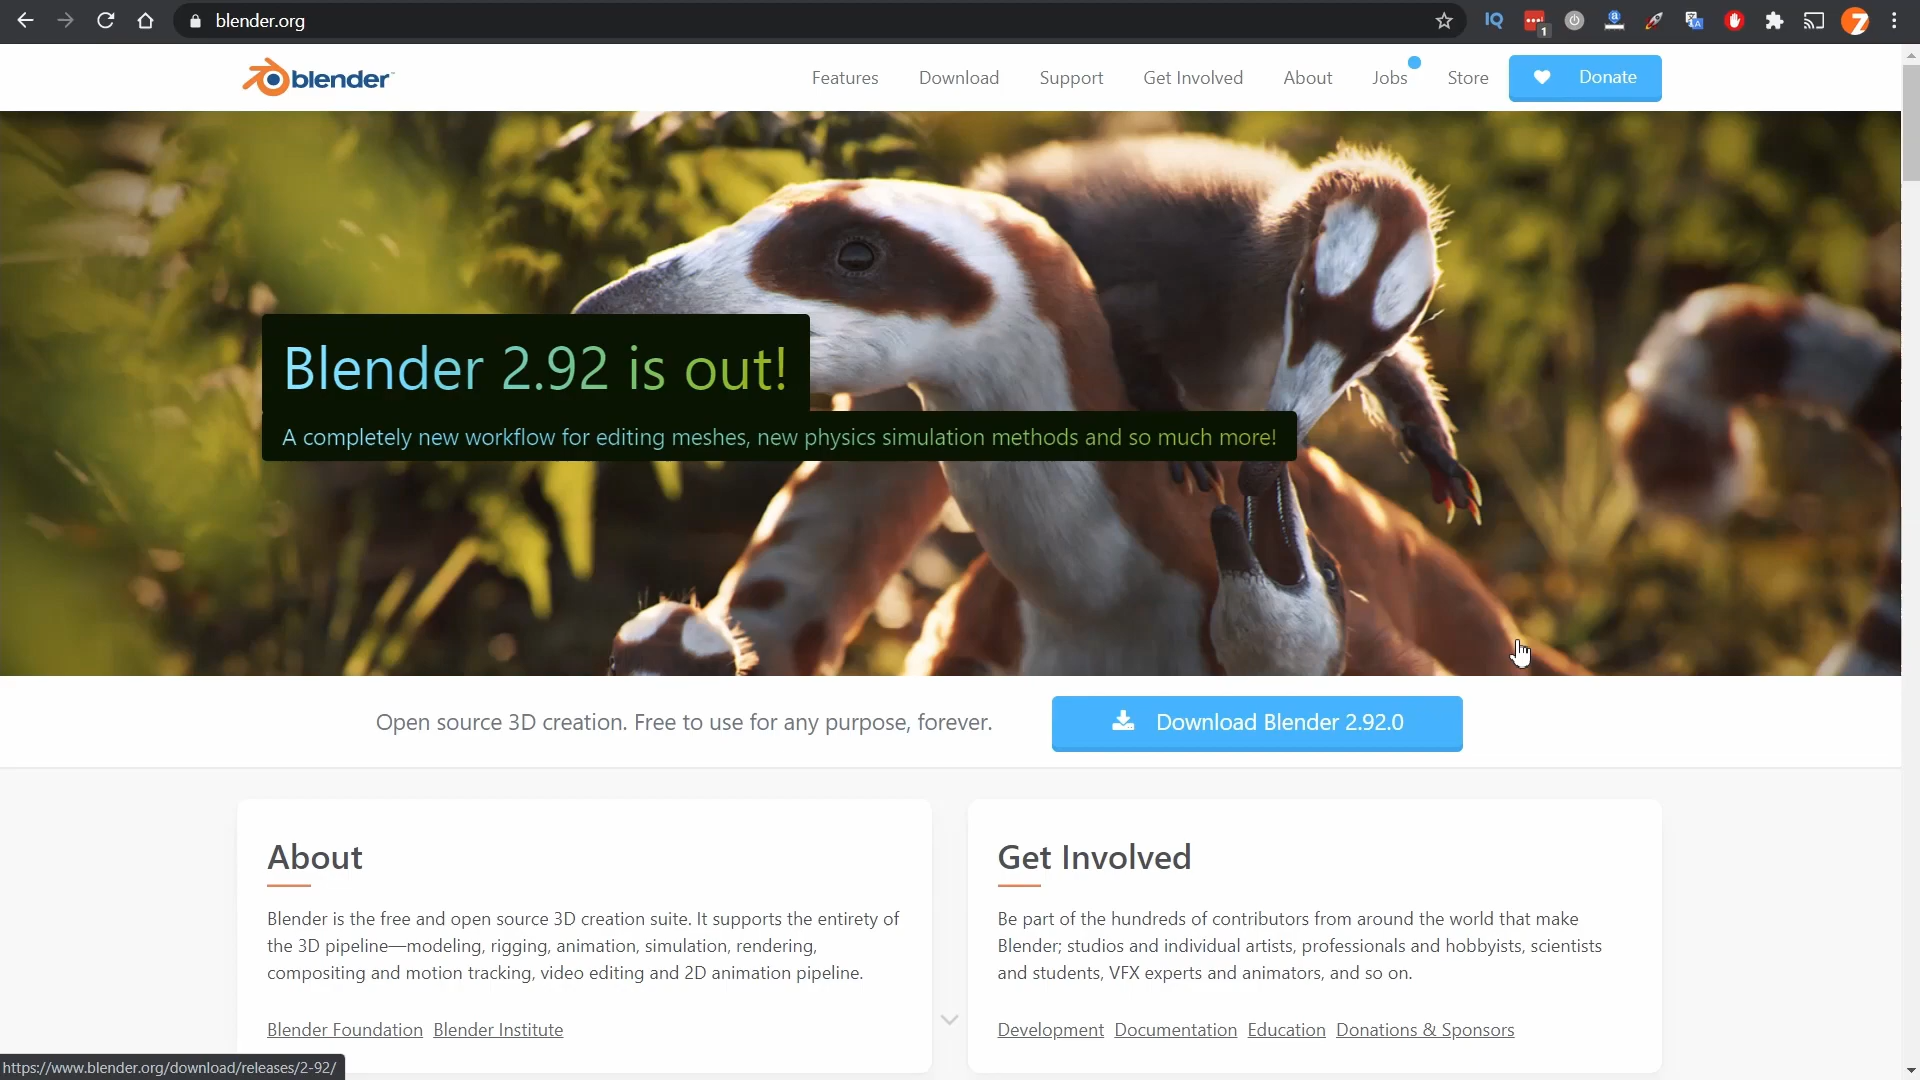 blender.org
IQ
1
blender™
Features
Download
Support
Get Involved
About
Jobs
Store
Donate
Blender 2.92 is out!
A completely new workflow for editing meshes, new physics simulation methods and so much more!
Open source 3D creation. Free to use for any purpose, forever.
Download Blender 2.92.0
About
Blender is the free and open source 3D creation suite. It supports the entirety of
the 3D pipeline—modeling, rigging, animation, simulation, rendering,
compositing and motion tracking, video editing and 2D animation pipeline.
Blender Foundation Blender Institute
Get Involved
Be part of the hundreds of contributors from around the world that make
Blender; studios and individual artists, professionals and hobbyists, scientists
and students, VFX experts and animators, and so on.
Development Documentation Education Donations & Sponsors
https://www.blender.org/download/releases/2-92/